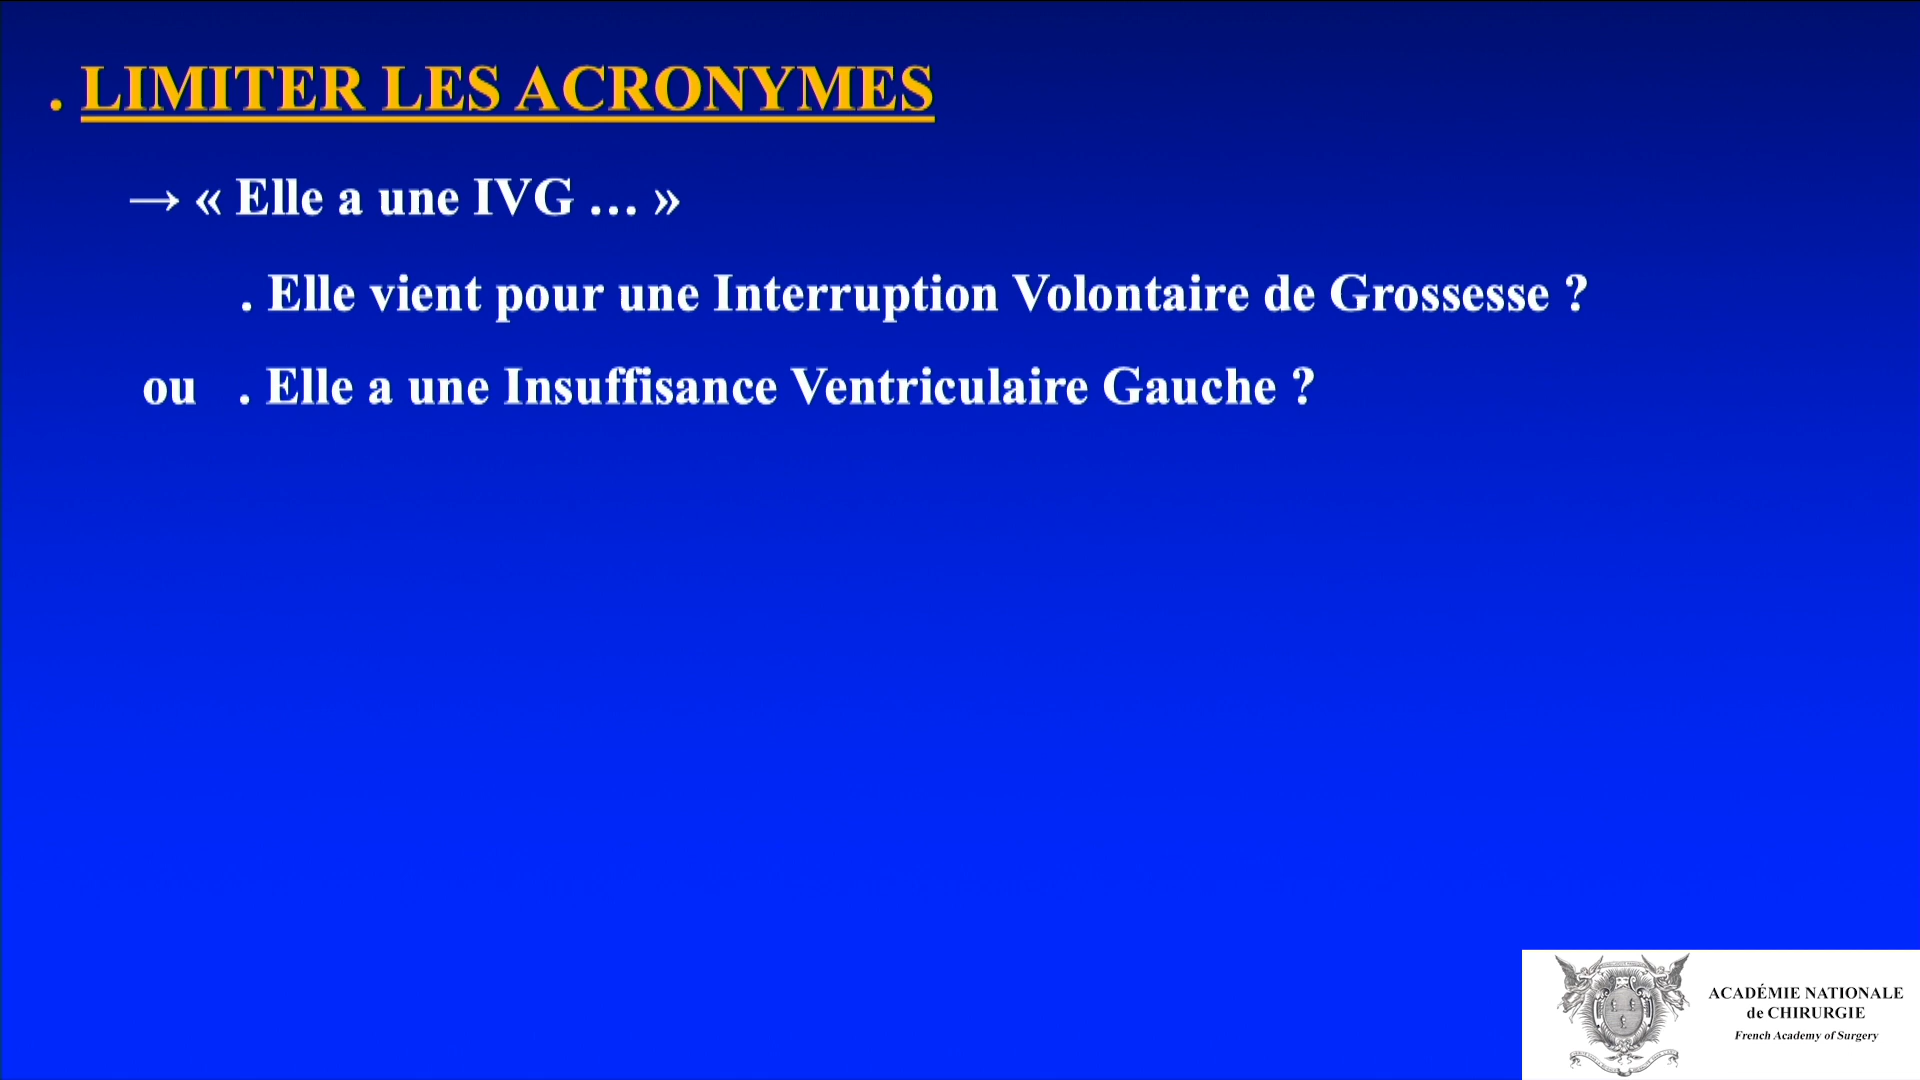 . LIMITER LES ACRONYMES
→ « Elle a une IVG … »
. Elle vient pour une Interruption Volontaire de Grossesse ?
ou . Elle a une Insuffisance Ventriculaire Gauche ?
ACADÉMIE NATIONALE
de CHIRURGIE
French Academy of Surgery